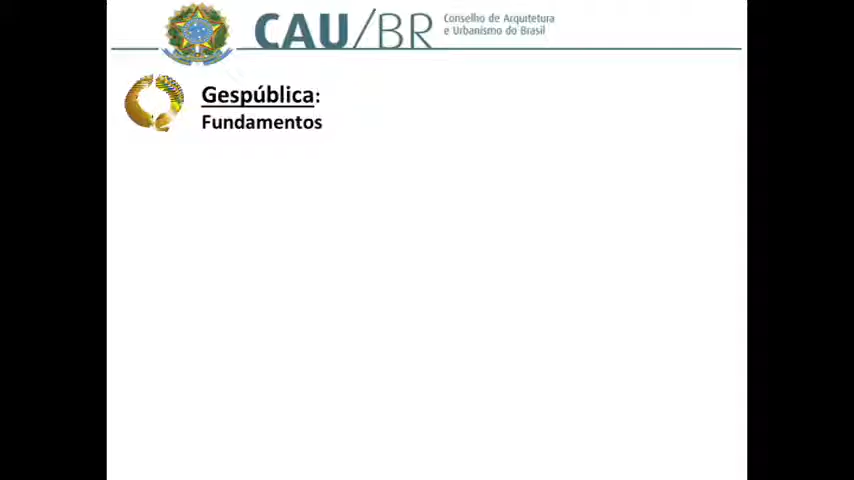 CAU/BR
Conselho de Arquitetura
e Urbanismo do Brasil
Gespública:
Fundamentos